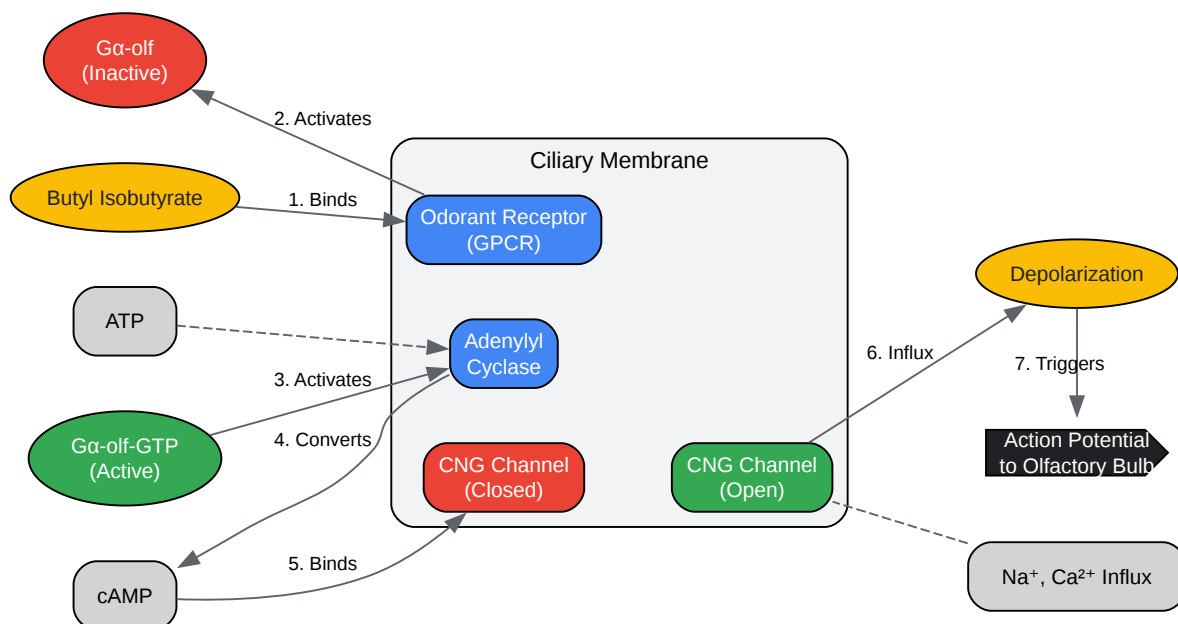 Gα-olf
(Inactive)
2. Activates
Ciliary Membrane
Butyl Isobutyrate
1. Binds
Odorant Receptor
(GPCR)
Depolarization
ATP
Adenylyl
Cyclase
6. Influx
7. Triggers
3. Activates
4. Converts
Gα-olf-GTP
(Active)
CNG Channel
(Closed)
CNG Channel
(Open)
Action Potential
to Olfactory Bulb
5. Binds
cAMP
Na⁺, Ca²⁺ Influx